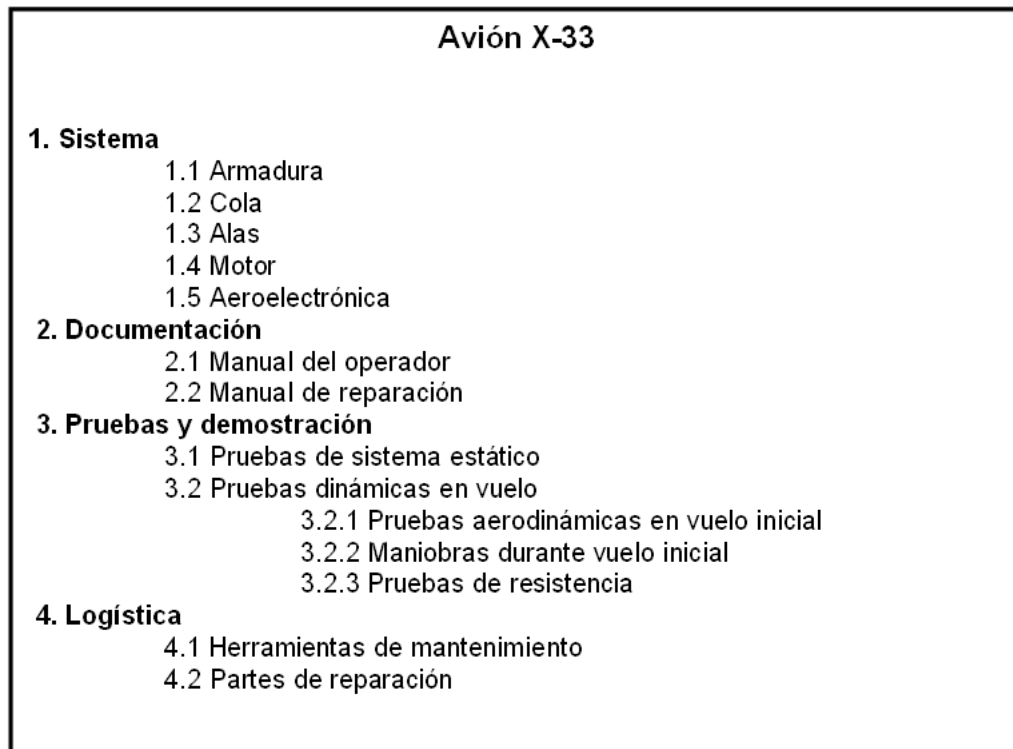 Avión X-33
1. Sistema
1.1 Armadura
1.2 Cola
1.3 Alas
1.4 Motor
1.5 Aeroelectrónica
2. Documentación
2.1 Manual del operador
2.2 Manual de reparación
3. Pruebas y demostración
3.1 Pruebas de sistema estático
3.2 Pruebas dinámicas en vuelo
3.2.1 Pruebas aerodinámicas en vuelo inicial
3.2.2 Maniobras durante vuelo inicial
3.2.3 Pruebas de resistencia
4. Logística
4.1 Herramientas de mantenimiento
4.2 Partes de reparación